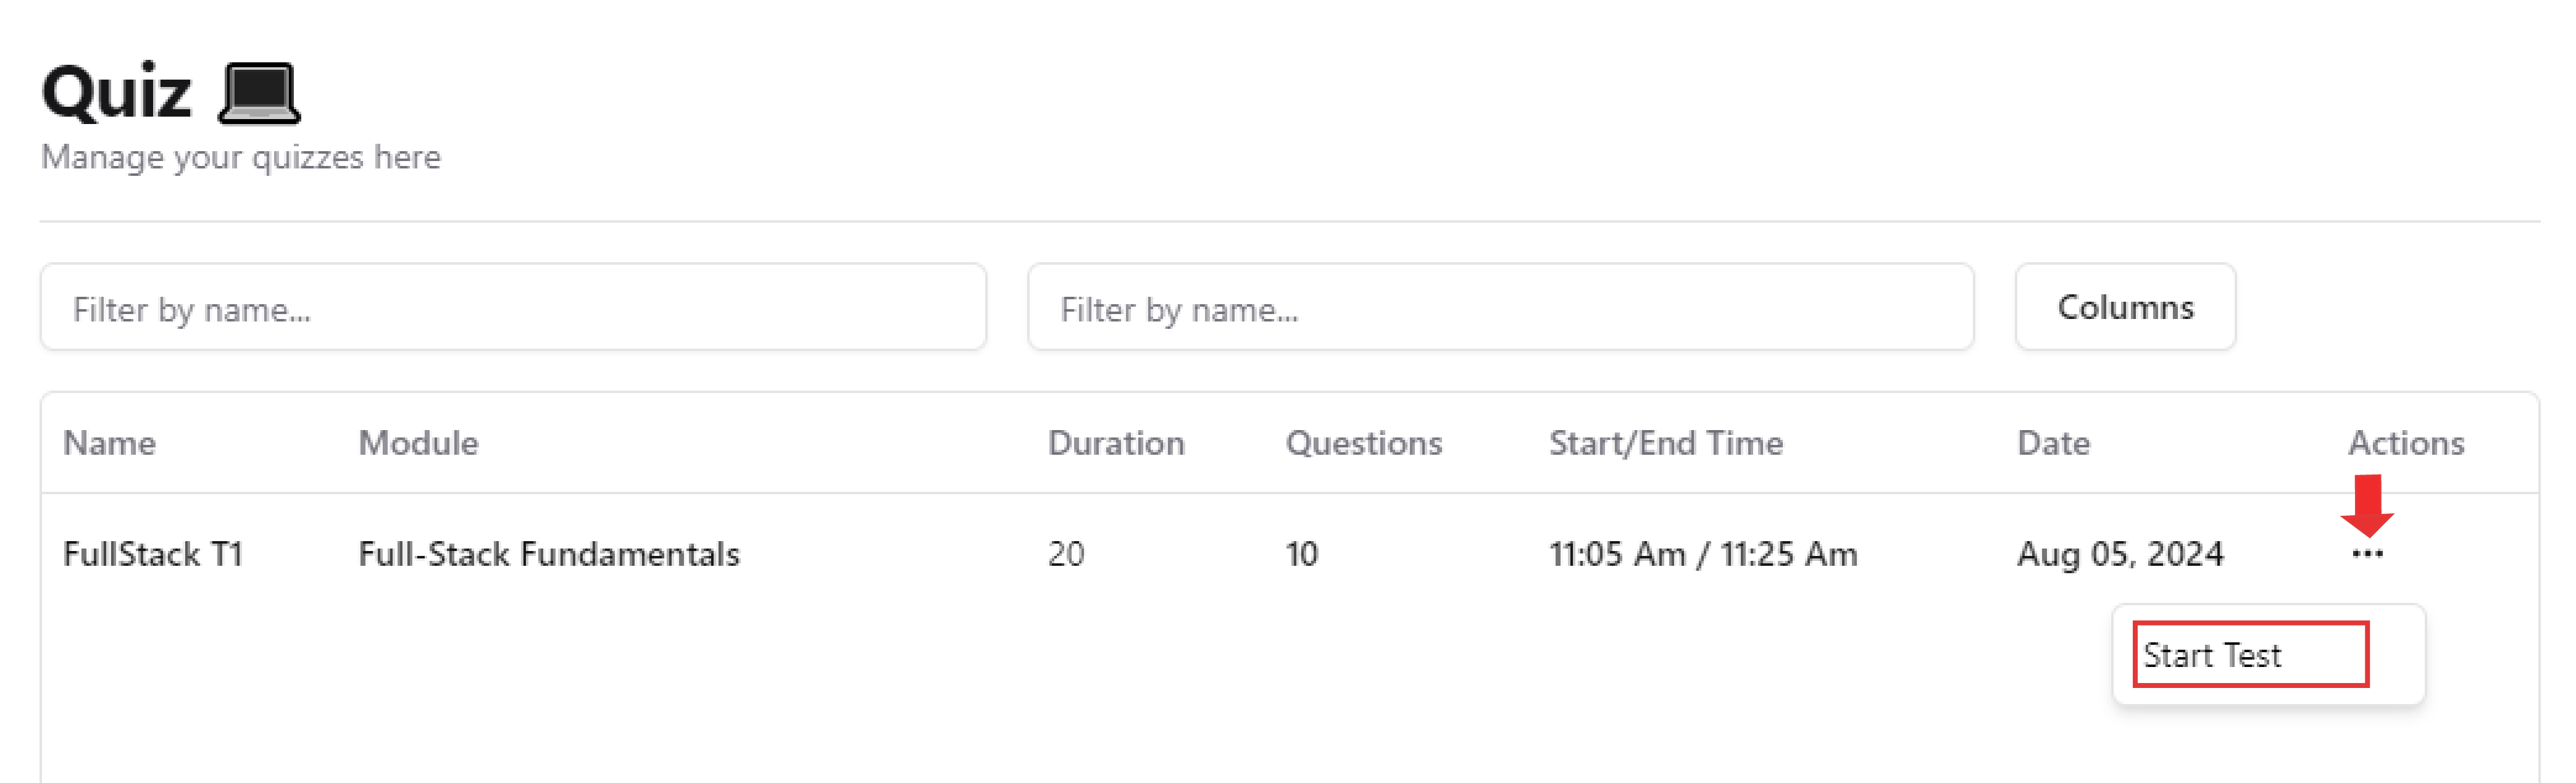 Quiz
Manage your quizzes here
Filter by name... Filter by name... Columns
Name Module Duration Questions Start/End Time Date Actions
FullStack T1 Full-Stack Fundamentals 20 10 11:05 Am / 11:25 Am Aug 05, 2024 ...
Start Test